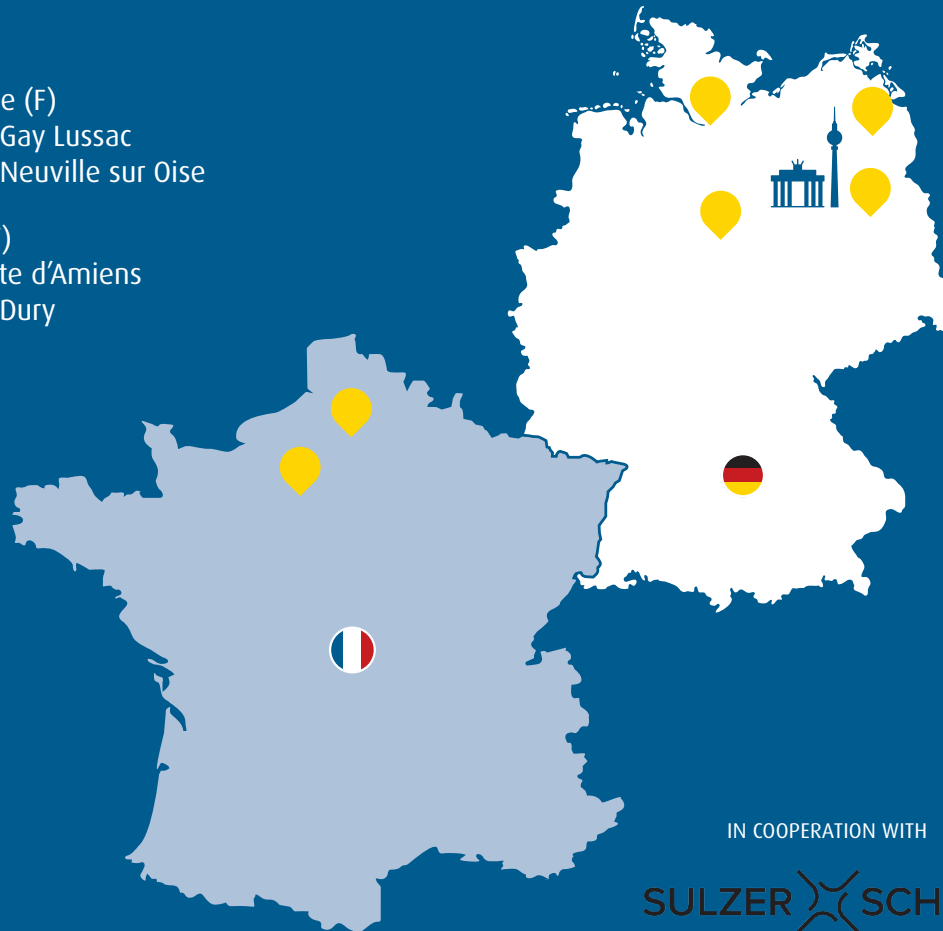 e (F)
Gay Lussac
Neuville sur Oise
)
te d’Amiens
Dury
IN COOPERATION WITH
SULZER SCH